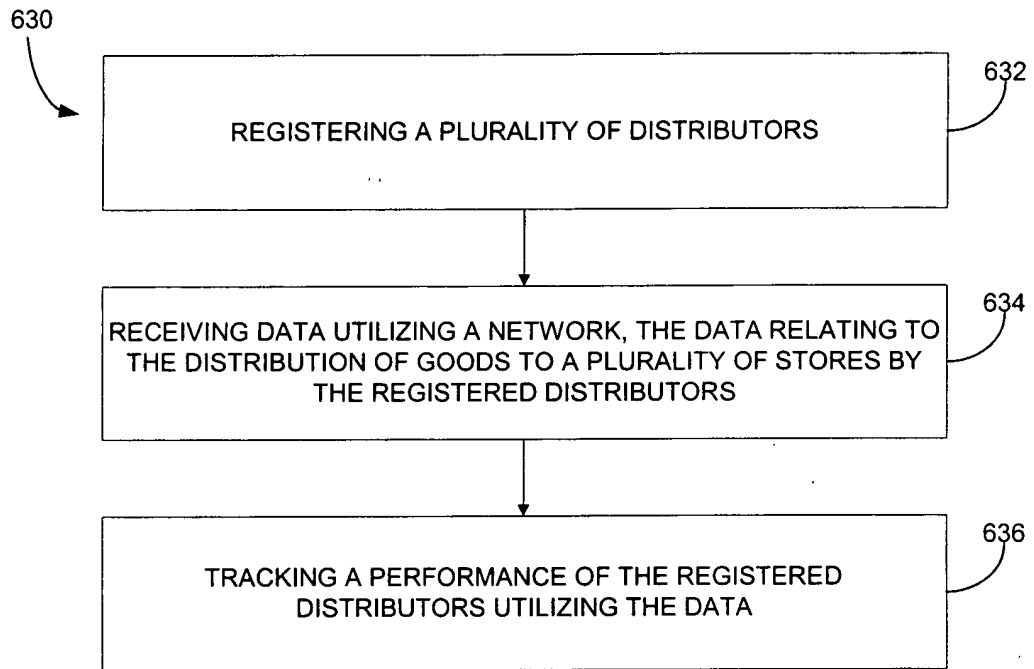 630
632
REGISTERING A PLURALITY OF DISTRIBUTORS
634
RECEIVING DATA UTILIZING A NETWORK, THE DATA RELATING TO
THE DISTRIBUTION OF GOODS TO A PLURALITY OF STORES BY
THE REGISTERED DISTRIBUTORS
636
TRACKING A PERFORMANCE OF THE REGISTERED
DISTRIBUTORS UTILIZING THE DATA